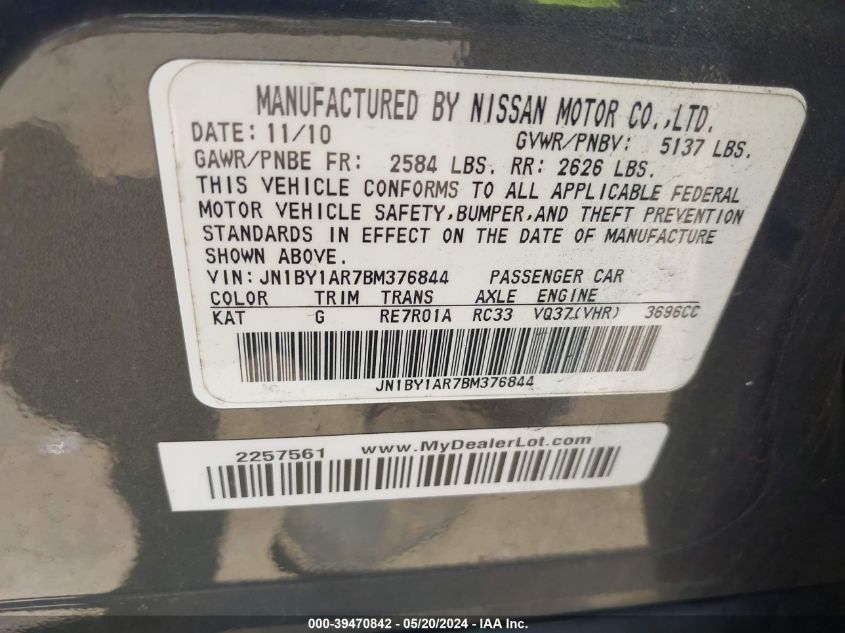 MANUFACTURED BY NISSAN MOTOR CO.,LTD.
DATE: 11/10 GVWR/PNBV: 5137 LBS.
GAWR/PNBE FR: 2584 LBS. RR: 2626 LBS.
THIS VEHICLE CONFORMS TO ALL APPLICABLE FEDERAL
MOTOR VEHICLE SAFETY,BUMPER,AND THEFT PREVENTION
STANDARDS IN EFFECT ON THE DATE OF MANUFACTURE
SHOWN ABOVE.
VIN:JN1BY1AR7BM376844 PASSENGER CAR
COLOR TRIM TRANS AXLE ENGINE
KAT G RE7R01A RC33 VQ37(VHR) 3696CC
JN1BY1AR7BM376844
2257561 www.MyDealerLot.com
000-39470842 — 05/20/2024 — IAA Inc.